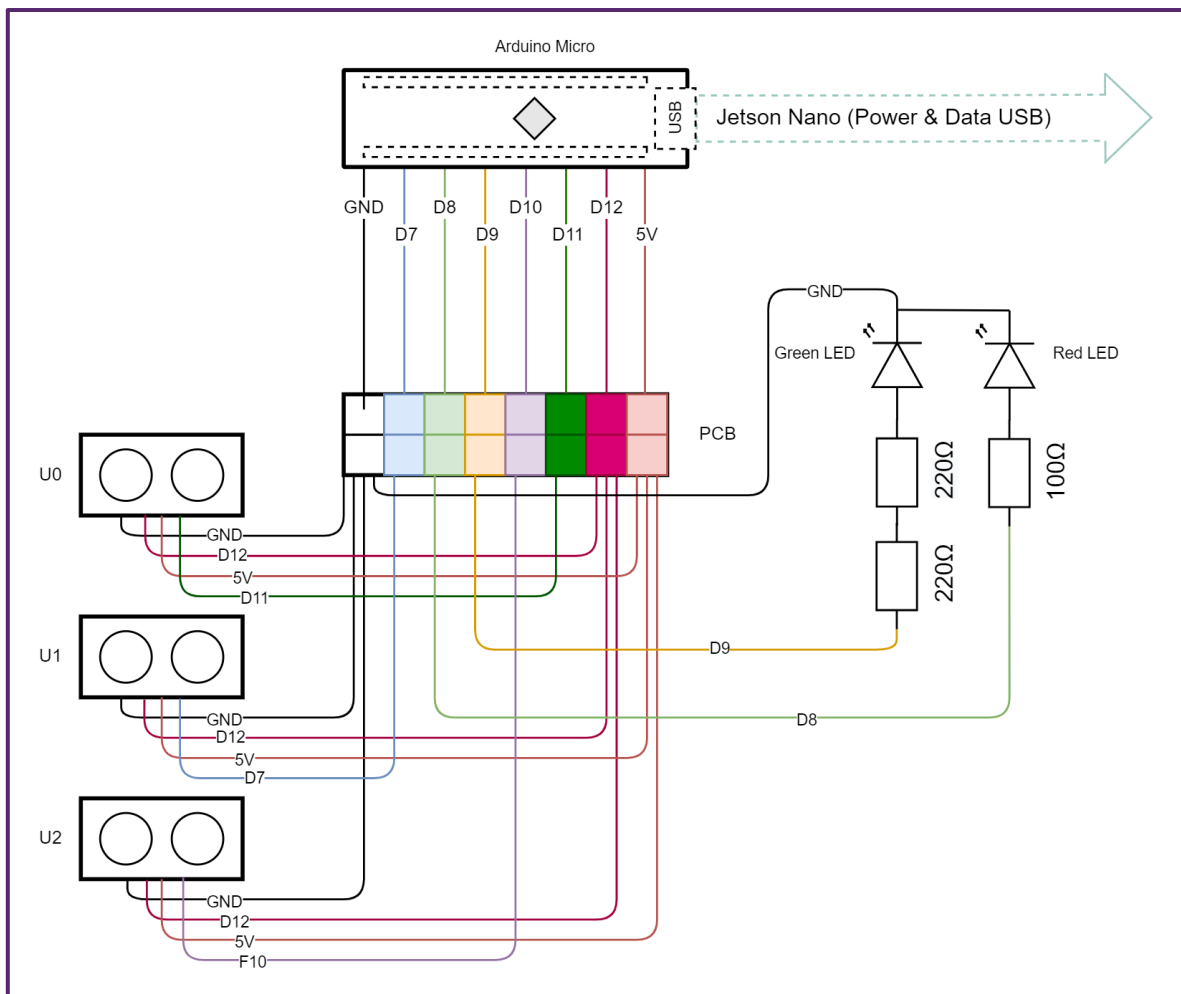 Arduino Micro
USB
Jetson Nano (Power & Data USB)
GND
D7
D8
D9
D10
D11
D12
5V
GND
Green LED
Red LED
PCB
220Ω
100Ω
220Ω
U0
GND
D12
5V
D11
D9
U1
GND
D12
5V
D7
D8
U2
GND
D12
5V
F10